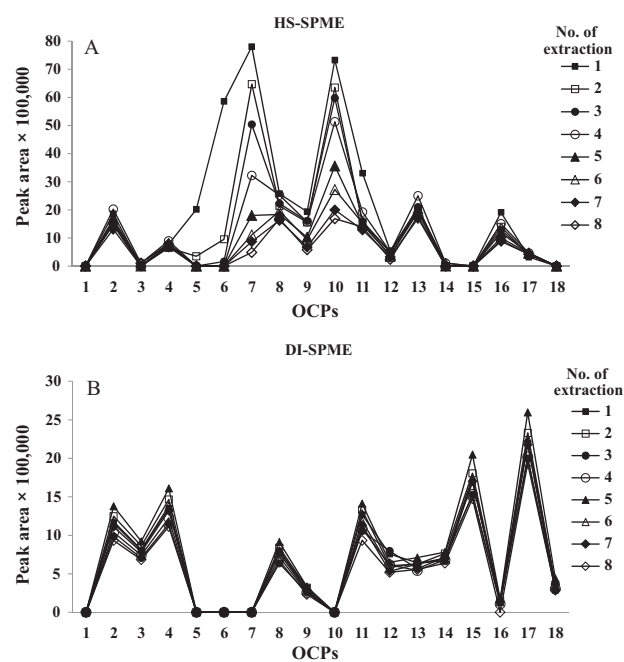 HS-SPME
A
No. of
extraction
1
2
3
4
5
6
7
8
Peak area × 100,000
80
70
60
50
40
30
20
10
0
1 2 3 4 5 6 7 8 9 10 11 12 13 14 15 16 17 18
OCPs
DI-SPME
B
No. of
extraction
1
2
3
4
5
6
7
8
Peak area × 100,000
30
25
20
15
10
5
0
1 2 3 4 5 6 7 8 9 10 11 12 13 14 15 16 17 18
OCPs